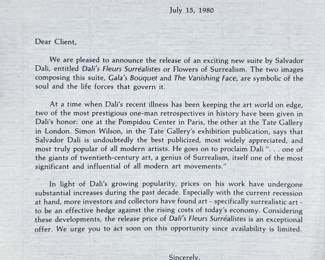 July 15, 1980
Dear Client,
We are pleased to announce the release of an exciting new suite by Salvador
Dali, entitled Dali's Fleurs Surréalistes or Flowers of Surrealism. The two images
composing this suite, Gala's Bouquet and The Vanishing Face, are symbolic of the
soul and the life forces that govern it.
At a time when Dali's recent illness has been keeping the art world on edge,
two of the most prestigious one-man retrospectives in history have been given in
Dali's honor: one at the Pompidou Center in Paris, the other at the Tate Gallery
in London. Simon Wilson, in the Tate Gallery's exhibition publication, says that
Salvador Dali is undoubtedly the best publicized, most widely appreciated, and
most truly popular of all modern artists. He goes on to proclaim Dali ". . . one of
the giants of twentieth-century art, a genius of Surrealism, itself one of the most
significant and influential of all modern art movements."
In light of Dali's growing popularity, prices on his work have undergone
substantial increases during the past decade. Especially with the current recession
at hand, more investors and collectors have found art - specifically surrealistic art -
to be an effective hedge against the rising costs of today's economy. Considering
these developments, the release price of Dali's Fleurs Surréalistes is an exceptional
offer. We urge you to act soon on this opportunity since availability is limited.
Sincerely,